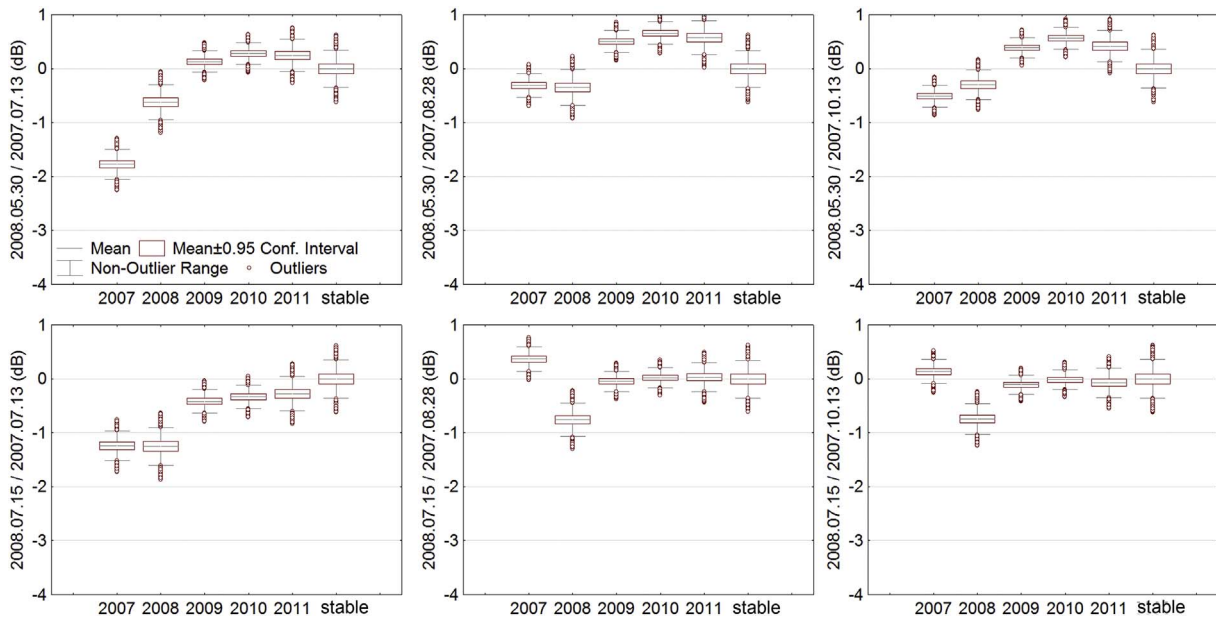 2008.05.30 / 2007.07.13 (dB)
1
0
-1
-2
-3
-4
Mean Mean±0.95 Conf. Interval
Non-Outlier Range Outliers
2007 2008 2009 2010 2011 stable
2008.05.30 / 2007.08.28 (dB)
1
0
-1
-2
-3
-4
2007 2008 2009 2010 2011 stable
2008.05.30 / 2007.10.13 (dB)
1
0
-1
-2
-3
-4
2007 2008 2009 2010 2011 stable
2008.07.15 / 2007.07.13 (dB)
1
0
-1
-2
-3
-4
2007 2008 2009 2010 2011 stable
2008.07.15 / 2007.08.28 (dB)
1
0
-1
-2
-3
-4
2007 2008 2009 2010 2011 stable
2008.07.15 / 2007.10.13 (dB)
1
0
-1
-2
-3
-4
2007 2008 2009 2010 2011 stable